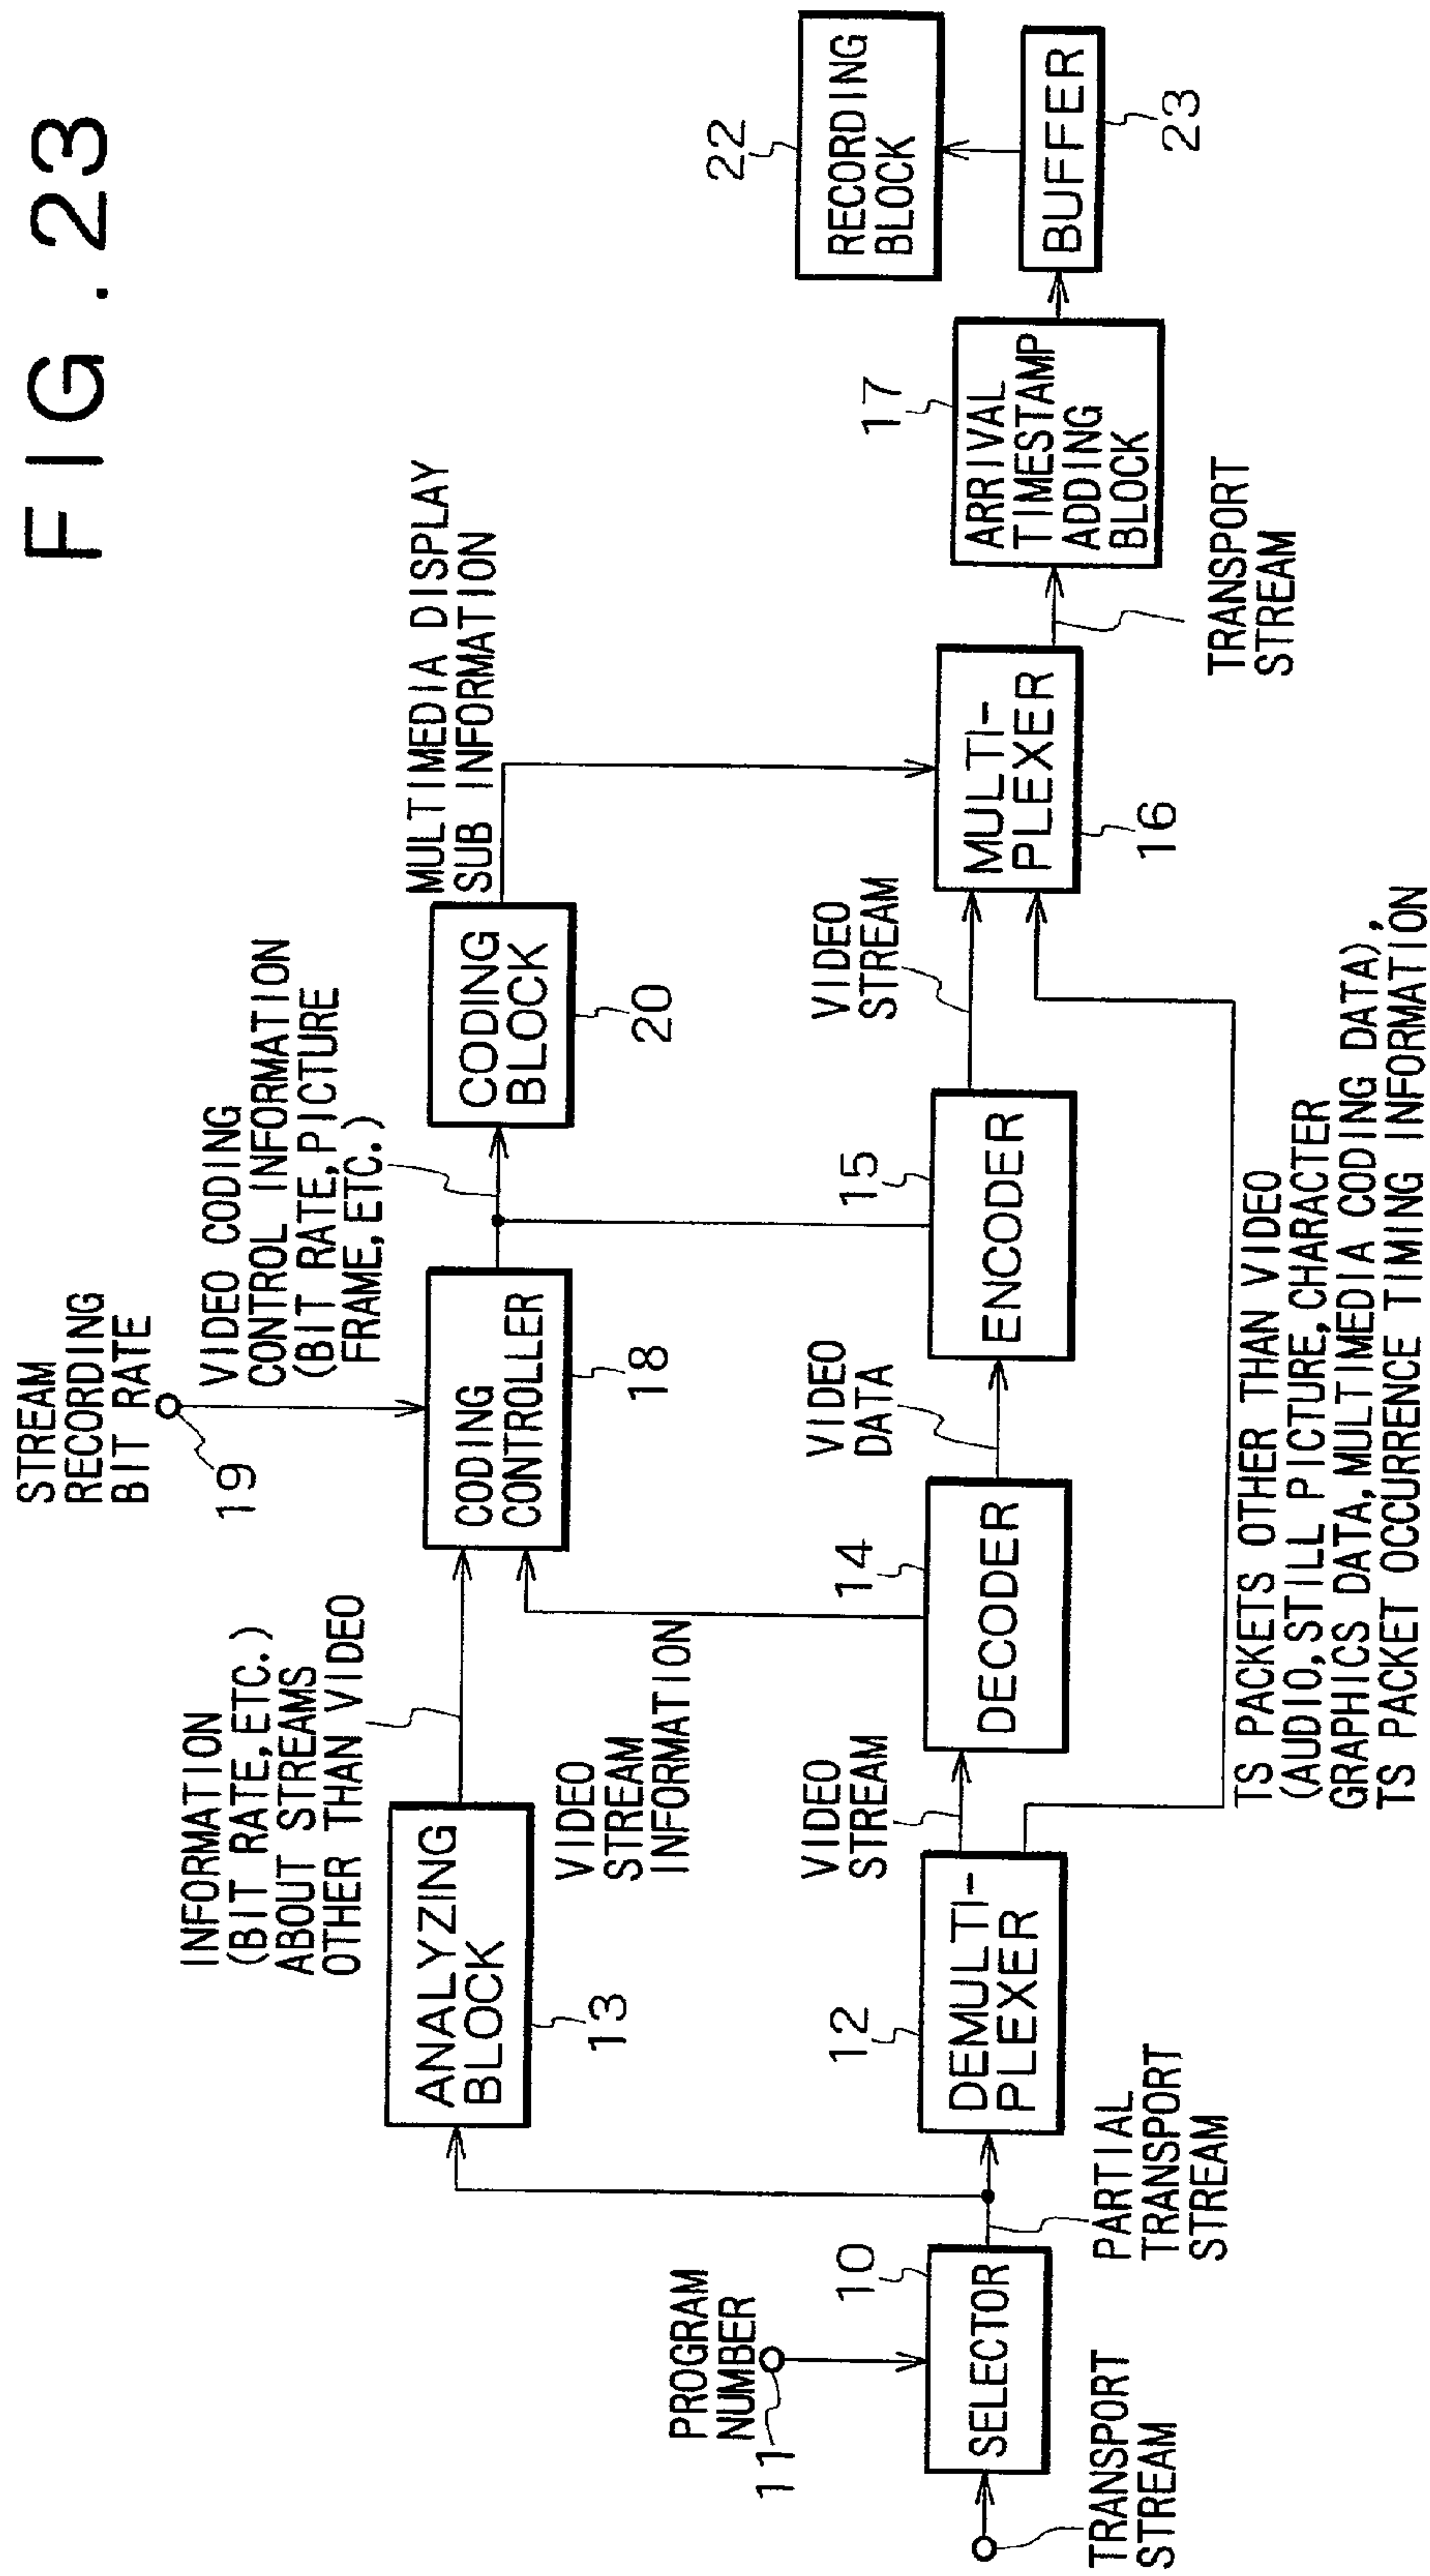 FIG. 23
STREAM
RECORDING
BIT RATE
19
INFORMATION
(BIT RATE, ETC.)
ABOUT STREAMS
OTHER THAN VIDEO
VIDEO CODING
CONTROL INFORMATION
(BIT RATE, PICTURE
FRAME, ETC.)
MULTIMEDIA DISPLAY
SUB INFORMATION
ANALYZING
BLOCK
13
CODING
CONTROLLER
18
CODING
BLOCK
20
VIDEO
STREAM
INFORMATION
PROGRAM
NUMBER
11
TRANSPORT
STREAM
SELECTOR
10
PARTIAL
TRANSPORT
STREAM
DEMULTI-
PLEXER
12
VIDEO
STREAM
DECODER
14
VIDEO
DATA
ENCODER
15
VIDEO
STREAM
MULTI-
PLEXER
16
TRANSPORT
STREAM
ARRIVAL
TIMESTAMP
ADDING
BLOCK
17
BUFFER
23
RECORDING
BLOCK
22
TS PACKETS OTHER THAN VIDEO
(AUDIO, STILL PICTURE, CHARACTER
GRAPHICS DATA, MULTIMEDIA CODING DATA),
TS PACKET OCCURRENCE TIMING INFORMATION